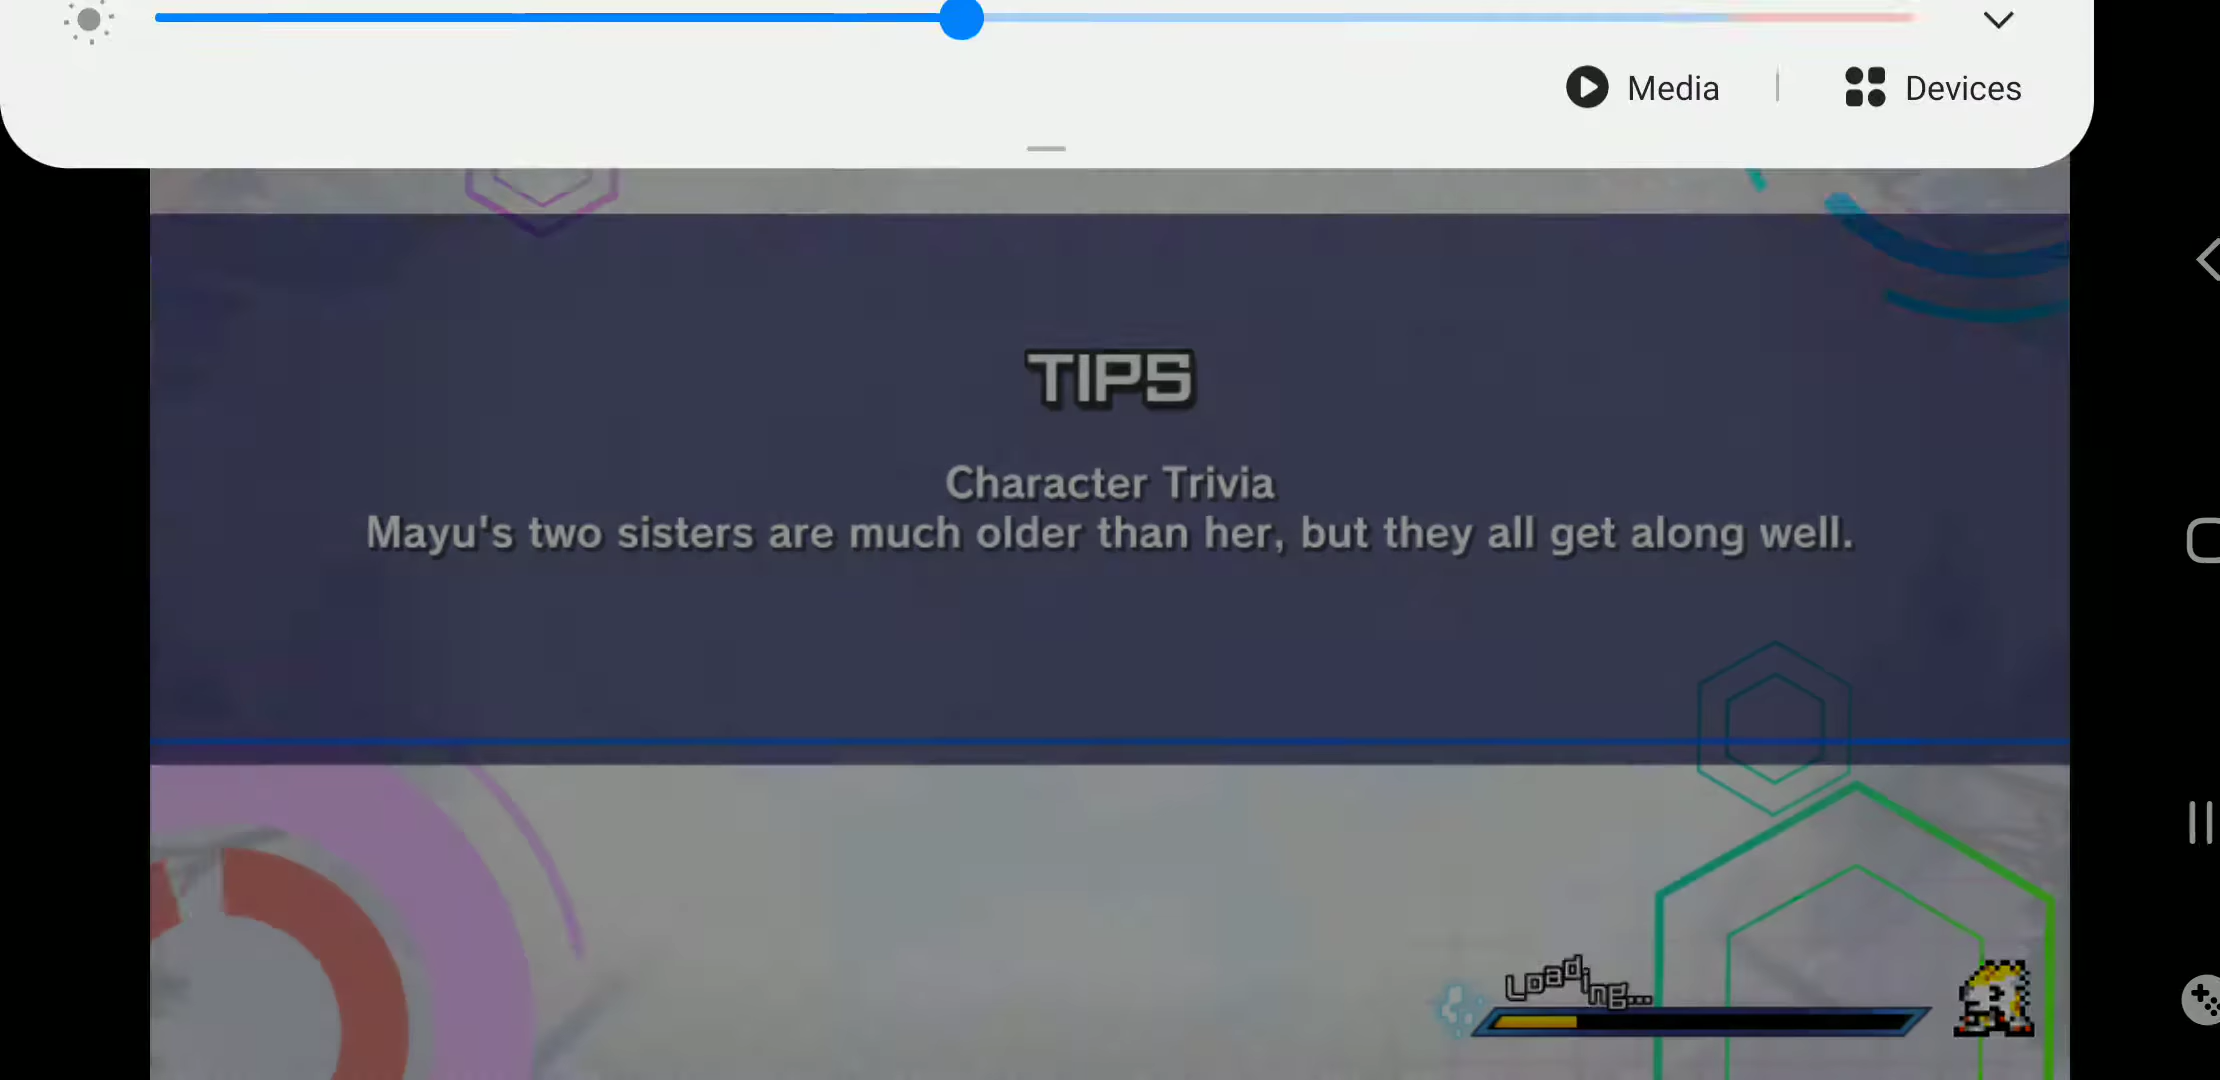 Media
Devices
TIPS
Character Trivia
Mayu's two sisters are much older than her, but they all get along well.
Loading...